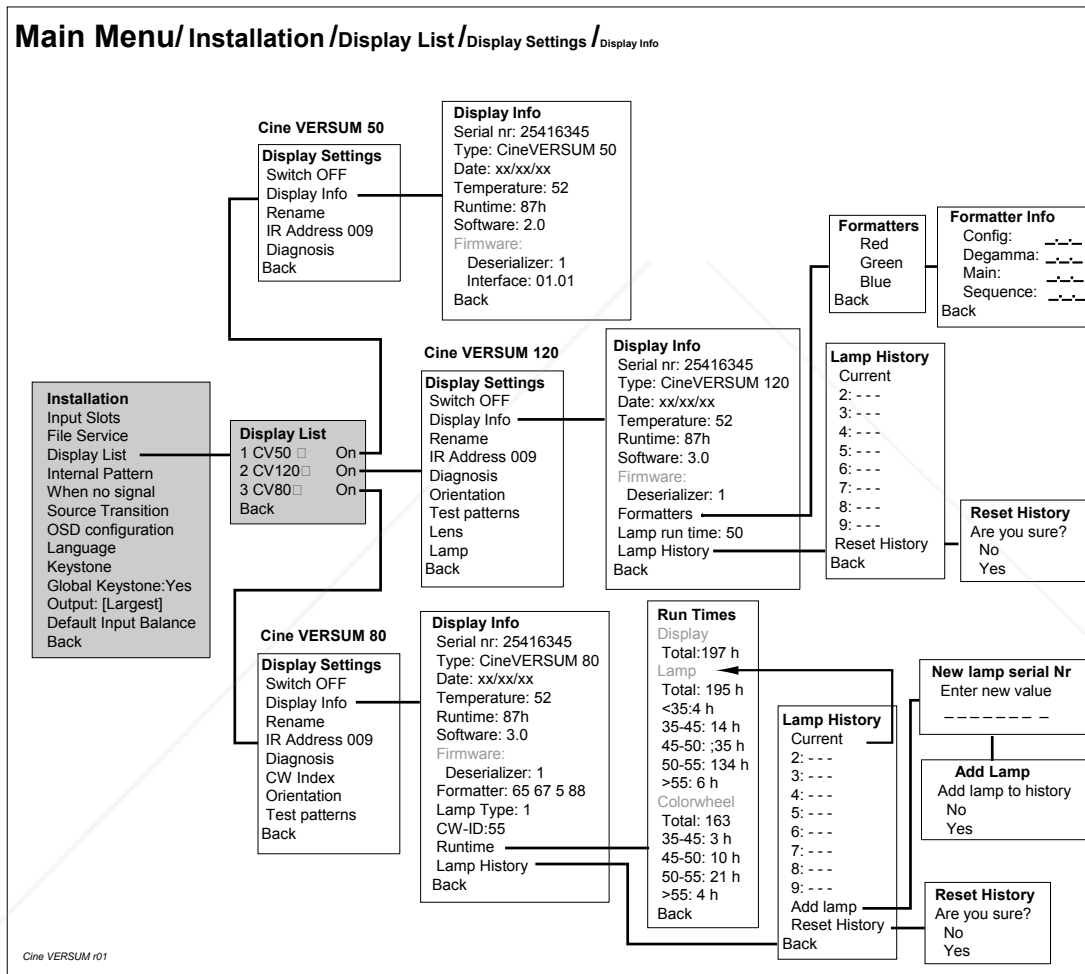 Main Menu/ Installation /Display List /Display Settings /Display Info
Cine VERSUM 50
Display Settings
Switch OFF
Display Info
Rename
IR Address 009
Diagnosis
Back
Display Info
Serial nr: 25416345
Type: CineVERSUM 50
Date: xx/xx/xx
Temperature: 52
Runtime: 87h
Software: 2.0
Firmware:
Deserializer: 1
Interface: 01.01
Back
Formatters
Red
Green
Blue
Back
Formatter Info
Config: _._._
Degamma: _._._
Main: _._._
Sequence: _._._
Back
Installation
Input Slots
File Service
Display List
Internal Pattern
When no signal
Source Transition
OSD configuration
Language
Keystone
Global Keystone:Yes
Output: [Largest]
Default Input Balance
Back
Display List
1 CV50 □ On
2 CV120□ On
3 CV80□ On
Back
Cine VERSUM 120
Display Settings
Switch OFF
Display Info
Rename
IR Address 009
Diagnosis
Orientation
Test patterns
Lens
Lamp
Back
Display Info
Serial nr: 25416345
Type: CineVERSUM 120
Date: xx/xx/xx
Temperature: 52
Runtime: 87h
Software: 3.0
Firmware:
Deserializer: 1
Formatters
Lamp run time: 50
Lamp History
Back
Lamp History
Current
2: - - -
3: - - -
4: - - -
5: - - -
6: - - -
7: - - -
8: - - -
9: - - -
Reset History
Back
Reset History
Are you sure?
No
Yes
Cine VERSUM 80
Display Settings
Switch OFF
Display Info
Rename
IR Address 009
Diagnosis
CW Index
Orientation
Test patterns
Back
Display Info
Serial nr: 25416345
Type: CineVERSUM 80
Date: xx/xx/xx
Temperature: 52
Runtime: 87h
Software: 3.0
Firmware:
Deserializer: 1
Formatter: 65 67 5 88
Lamp Type: 1
CW-ID:55
Runtime
Lamp History
Back
Run Times
Display
Total:197 h
Lamp
Total: 195 h
<35:4 h
35-45: 14 h
45-50: ;35 h
50-55: 134 h
>55: 6 h
Colorwheel
Total: 163
35-45: 3 h
45-50: 10 h
50-55: 21 h
>55: 4 h
Back
Lamp History
Current
2: - - -
3: - - -
4: - - -
5: - - -
6: - - -
7: - - -
8: - - -
9: - - -
Add lamp
Reset History
Back
New lamp serial Nr
Enter new value
_ _ _ _ _ _ _ _
Add Lamp
Add lamp to history
No
Yes
Reset History
Are you sure?
No
Yes
Cine VERSUM r01